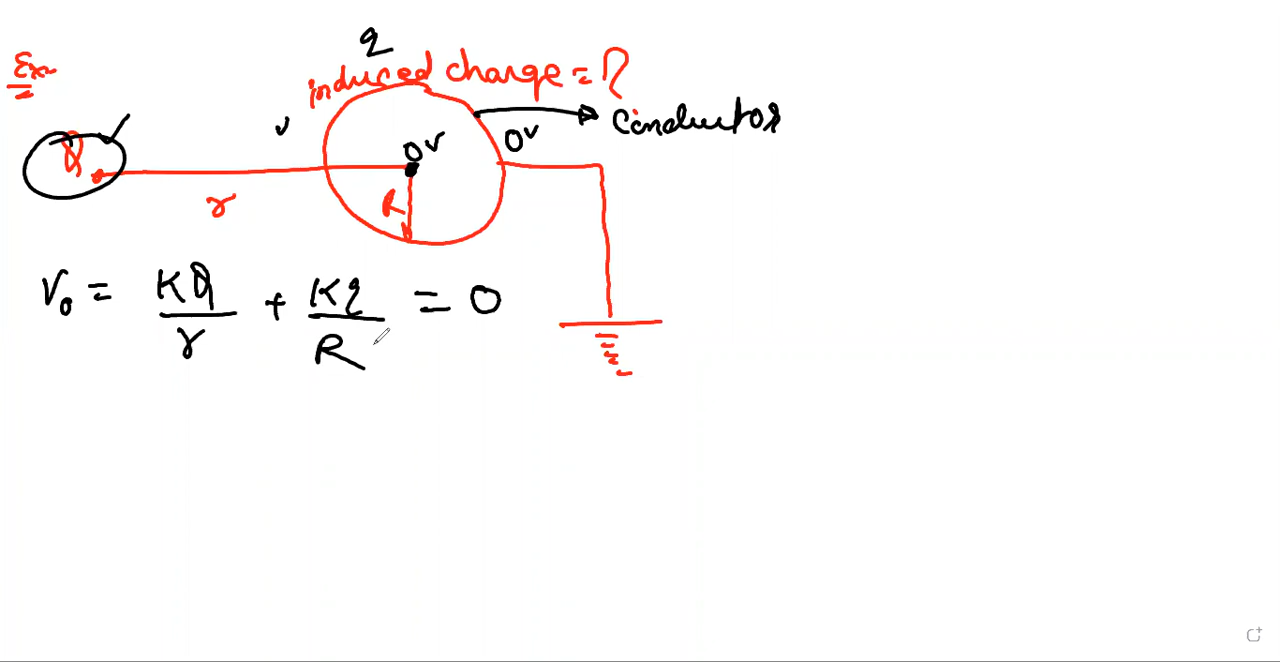 q
Ex
induced charge = ?
Conductor
Q
0V
0V
r
R
V₀ = KQ/r + Kq/R = 0